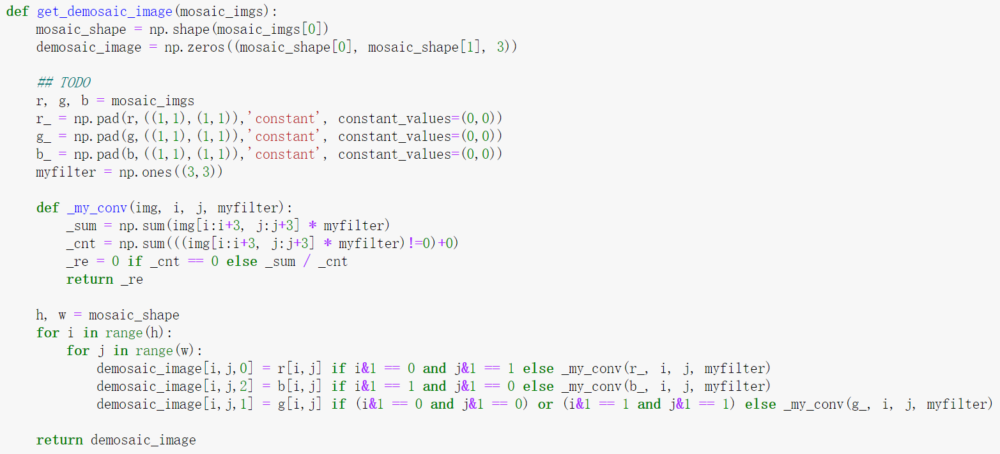 def get_demosaic_image(mosaic_imgs):
    mosaic_shape = np.shape(mosaic_imgs[0])
    demosaic_image = np.zeros((mosaic_shape[0], mosaic_shape[1], 3))

    ## TODO
    r, g, b = mosaic_imgs
    r_ = np.pad(r,((1,1),(1,1)),'constant', constant_values=(0,0))
    g_ = np.pad(g,((1,1),(1,1)),'constant', constant_values=(0,0))
    b_ = np.pad(b,((1,1),(1,1)),'constant', constant_values=(0,0))
    myfilter = np.ones((3,3))

    def _my_conv(img, i, j, myfilter):
        _sum = np.sum(img[i:i+3, j:j+3] * myfilter)
        _cnt = np.sum(((img[i:i+3, j:j+3] * myfilter)!=0)+0)
        _re = 0 if _cnt == 0 else _sum / _cnt
        return _re

    h, w = mosaic_shape
    for i in range(h):
        for j in range(w):
            demosaic_image[i,j,0] = r[i,j] if i&1 == 0 and j&1 == 1 else _my_conv(r_, i, j, myfilter)
            demosaic_image[i,j,2] = b[i,j] if i&1 == 1 and j&1 == 0 else _my_conv(b_, i, j, myfilter)
            demosaic_image[i,j,1] = g[i,j] if (i&1 == 0 and j&1 == 0) or (i&1 == 1 and j&1 == 1) else _my_conv(g_, i, j, myfilter)

    return demosaic_image